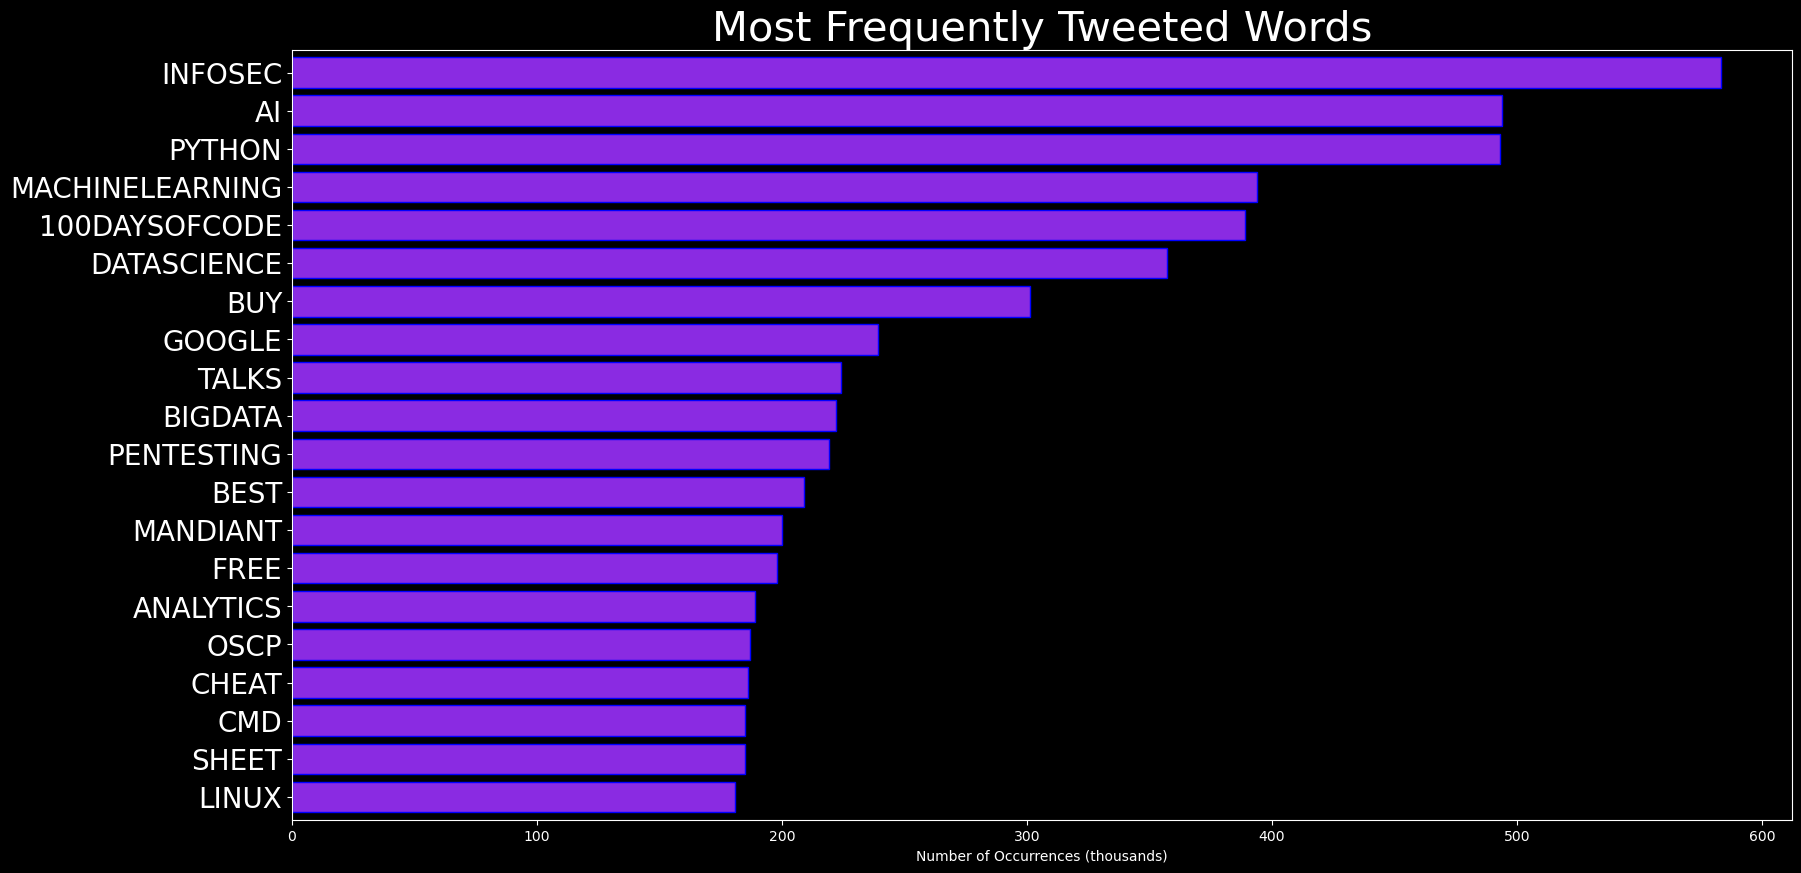 Most Frequently Tweeted Words
INFOSEC
AI
PYTHON
MACHINELEARNING
100DAYSOFCODE
DATASCIENCE
BUY
GOOGLE
TALKS
BIGDATA
PENTESTING
BEST
MANDIANT
FREE
ANALYTICS
OSCP
CHEAT
CMD
SHEET
LINUX
0 100 200 300 400 500 600
Number of Occurrences (thousands)